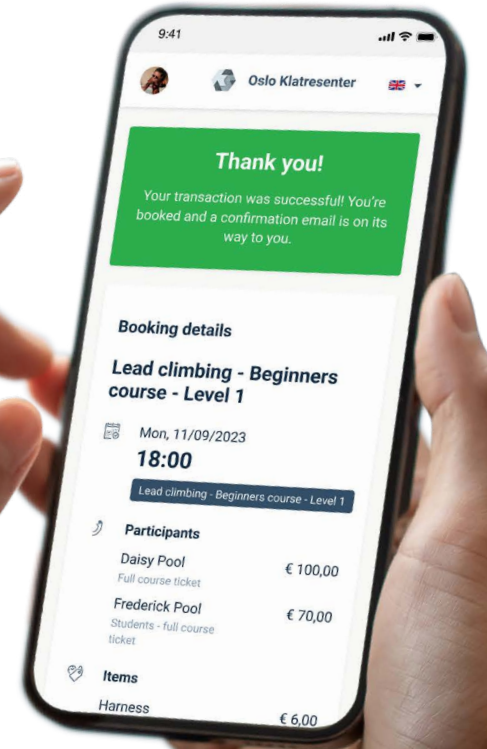 9:41
Oslo Klatresenter
Thank you!
Your transaction was successful! You're
booked and a confirmation email is on its
way to you.
Booking details
Lead climbing - Beginners
course - Level 1
Mon, 11/09/2023
18:00
Lead climbing - Beginners course - Level 1
Participants
Daisy Pool € 100,00
Full course ticket
Frederick Pool € 70,00
Students - full course
ticket
Items
Harness € 6,00